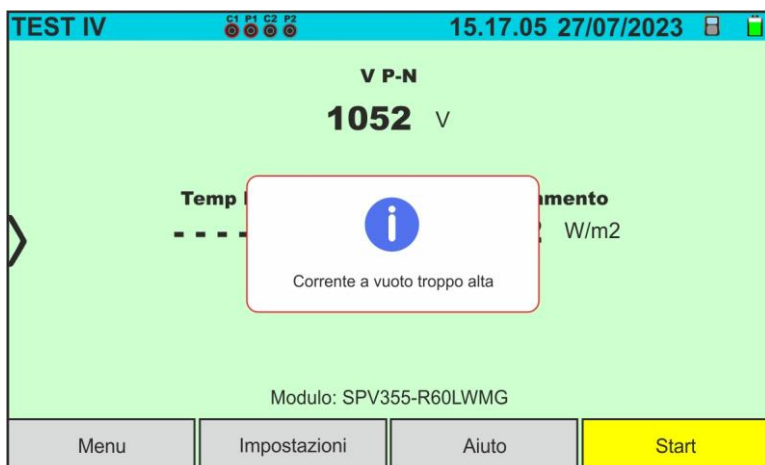 TEST IV C1 P1 C2 P2 15.17.05 27/07/2023
V P-N
1052 V
Temp
- - - - W/m2
Corrente a vuoto troppo alta
Modulo: SPV355-R60LWMG
Menu Impostazioni Aiuto Start